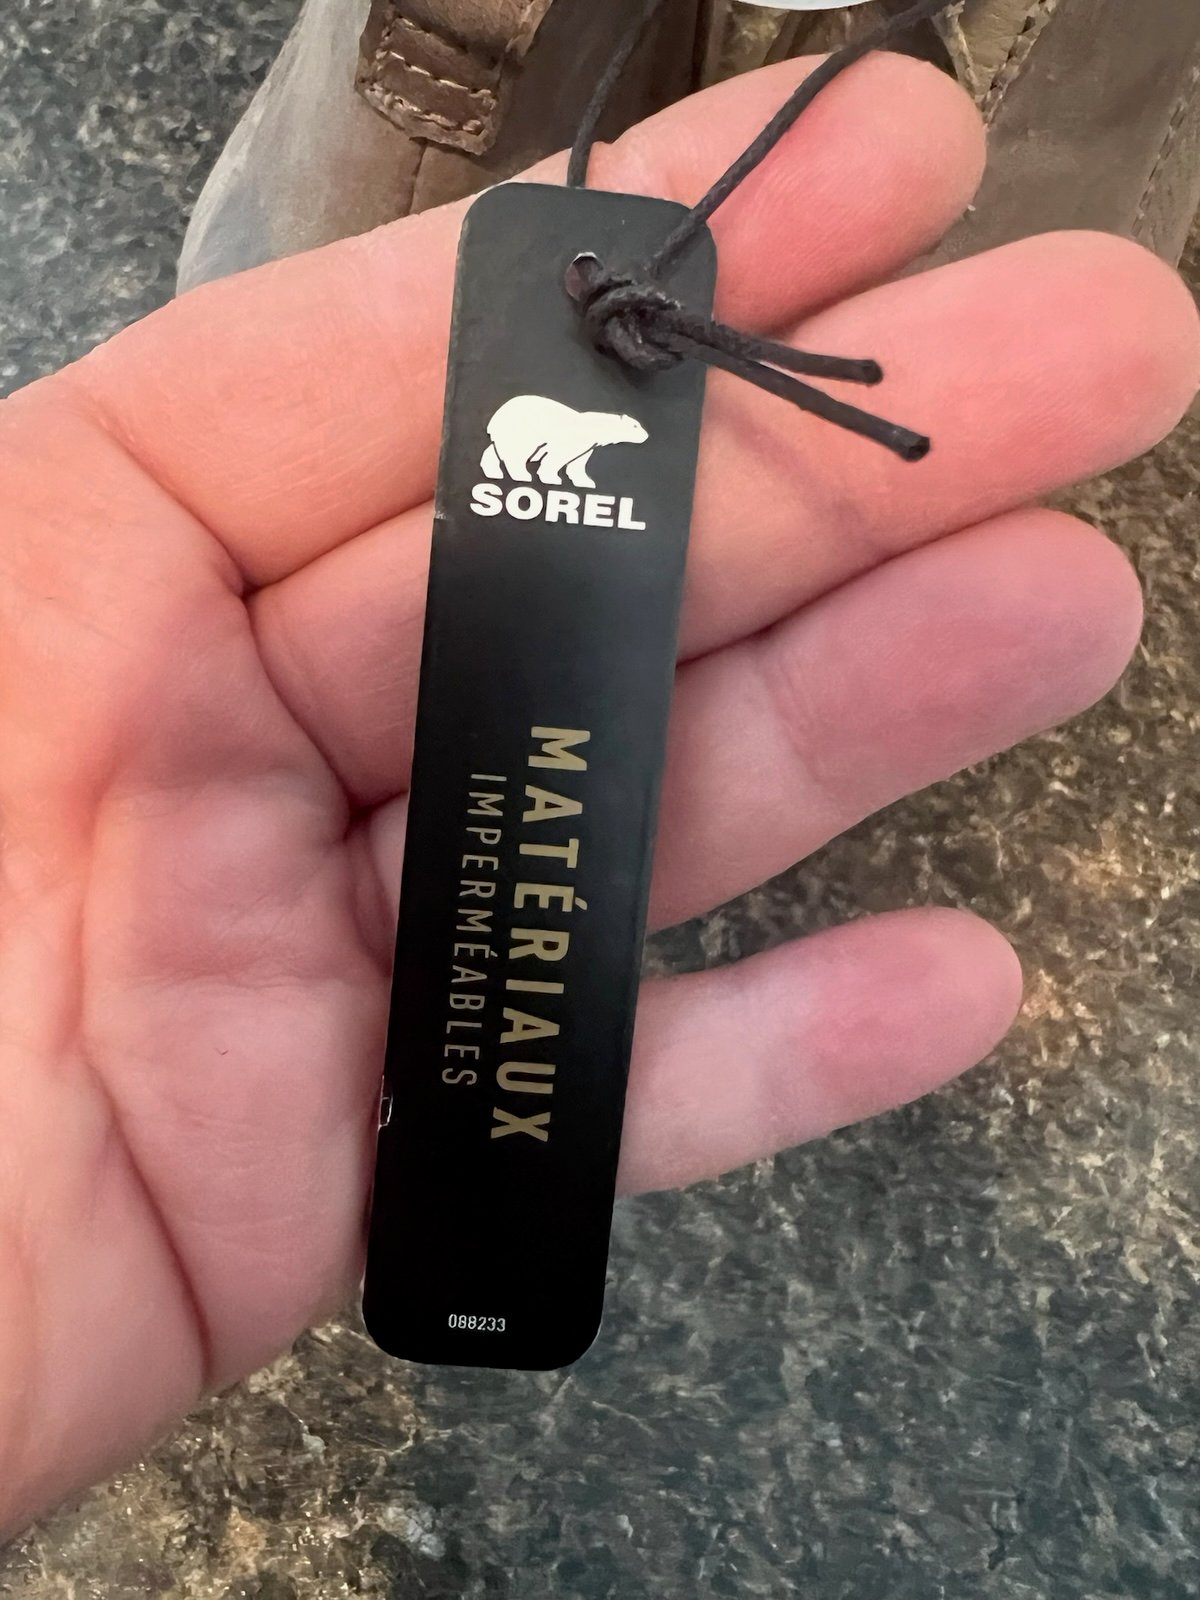 SOREL
MATÉRIAUX
IMPERMÉABLES
088233